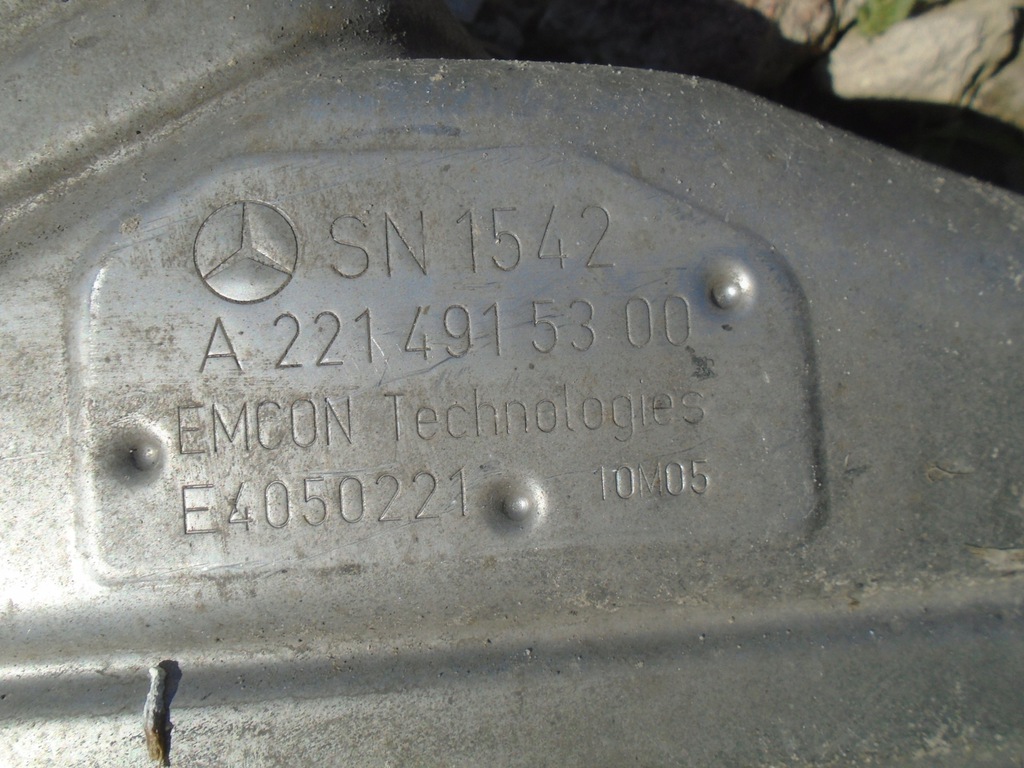 SN 1542
A 221 491 53 00
EMCON Technologies
E4050221 10M05